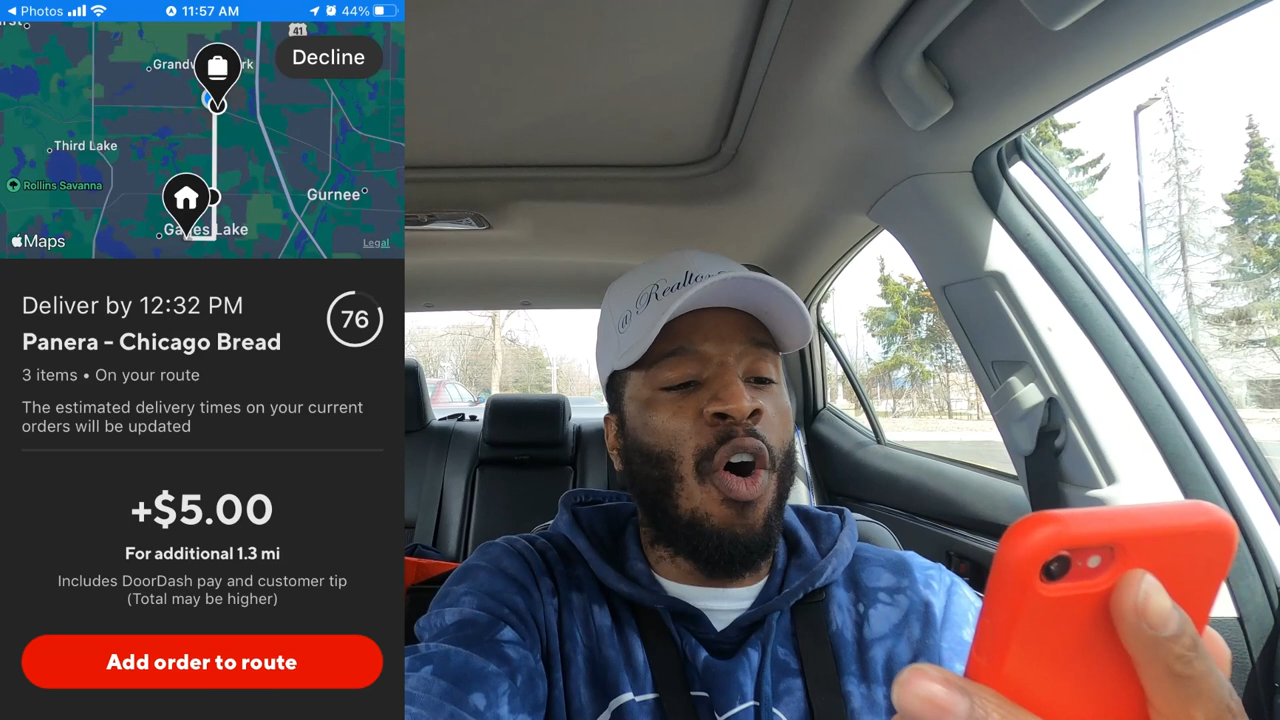 Photos
11:57 AM
44%
41
Decline
Third Lake
Rollins Savanna
Gurnee
Maps
Legal
Deliver by 12:32 PM
76
Panera - Chicago Bread
3 items • On your route
The estimated delivery times on your current
orders will be updated
+$5.00
For additional 1.3 mi
Includes DoorDash pay and customer tip
(Total may be higher)
Add order to route
@Realto